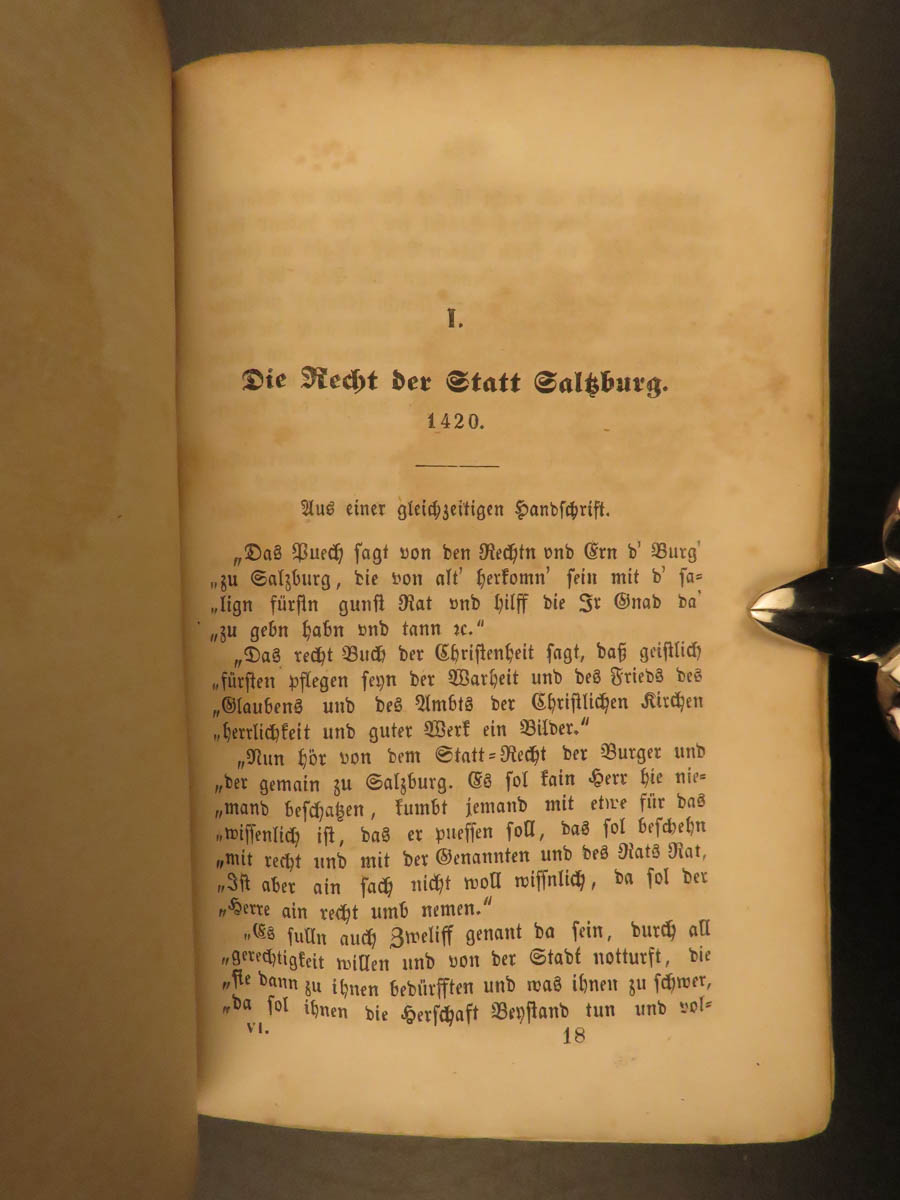 I.
Die Recht der Statt Saltzburg.
1420.
Aus einer gleichzeitigen Handschrift.
„Das Puech sagt von den Rechtn vnd Ern d' Burg'
„zu Salzburg, die von alt' herkomn' sein mit d' sa=
„lign fürstn gunst Rat vnd hilff die Ir Gnad da'
„zu gebn habn vnd tann ꝛc.“
„Das recht Buch der Christenheit sagt, daß geistlich
„fürsten pflegen seyn der Warheit und des Frieds des
„Glaubens und des Ambts der Christlichen Kirchen
„herrlichkeit und guter Werk ein Bilder.“
„Nun hör von dem Statt=Recht der Burger und
„der gemain zu Salzburg. Es sol kain Herr hie nie=
„mand beschatzen, kumbt jemand mit etwe für das
„wissenlich ist, das er puessen soll, das sol beschehn
„mit recht und mit der Genannten und des Rats Rat,
„Ist aber ain sach nicht woll wissnlich, da sol der
„Herre ain recht umb nemen.“
„Es sulln auch Zweliff genant da sein, durch all
„gerechtigkeit willen und von der Stadt notturft, die
„sie dann zu ihnen bedürfften und was ihnen zu schwer,
„da sol ihnen die Herschaft Beystand tun und vol=
VI.
18